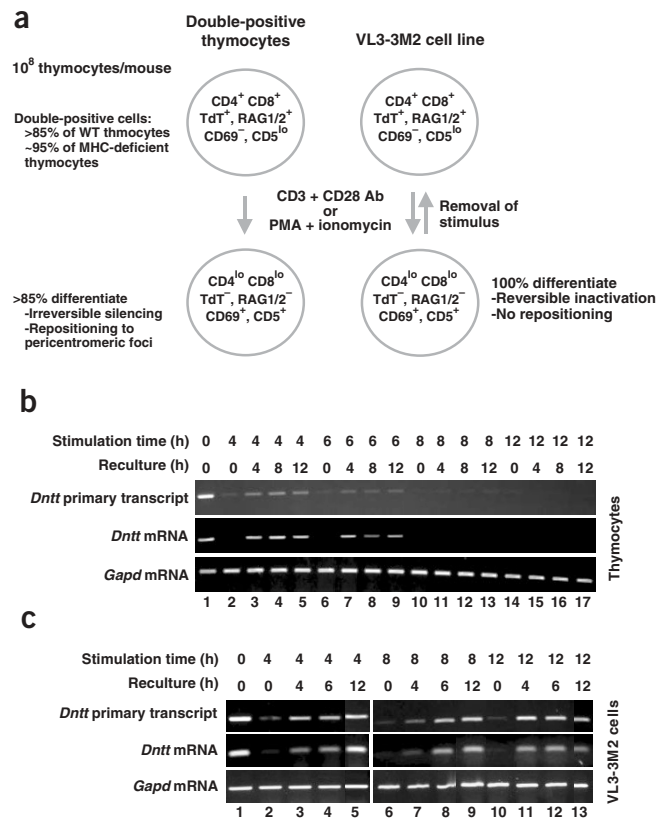 a
Double-positive
thymocytes
VL3-3M2 cell line
10⁸ thymocytes/mouse
Double-positive cells:
>85% of WT thmocytes
~95% of MHC-deficient
thymocytes
CD4⁺ CD8⁺
TdT⁺, RAG1/2⁺
CD69⁻, CD5ˡᵒ
CD4⁺ CD8⁺
TdT⁺, RAG1/2⁺
CD69⁻, CD5ˡᵒ
CD3 + CD28 Ab
or
PMA + ionomycin
Removal of
stimulus
>85% differentiate
-Irreversible silencing
-Repositioning to
pericentromeric foci
CD4ˡᵒ CD8ˡᵒ
TdT⁻, RAG1/2⁻
CD69⁺, CD5⁺
CD4ˡᵒ CD8ˡᵒ
TdT⁻, RAG1/2⁻
CD69⁺, CD5⁺
100% differentiate
-Reversible inactivation
-No repositioning
b
Stimulation time (h) 0 4 4 4 4 6 6 6 6 8 8 8 8 12 12 12 12
Reculture (h) 0 0 4 8 12 0 4 8 12 0 4 8 12 0 4 8 12
Dntt primary transcript
Dntt mRNA
Gapd mRNA
1 2 3 4 5 6 7 8 9 10 11 12 13 14 15 16 17
Thymocytes
c
Stimulation time (h) 0 4 4 4 4 8 8 8 8 12 12 12 12
Reculture (h) 0 0 4 6 12 0 4 6 12 0 4 6 12
Dntt primary transcript
Dntt mRNA
Gapd mRNA
1 2 3 4 5 6 7 8 9 10 11 12 13
VL3-3M2 cells